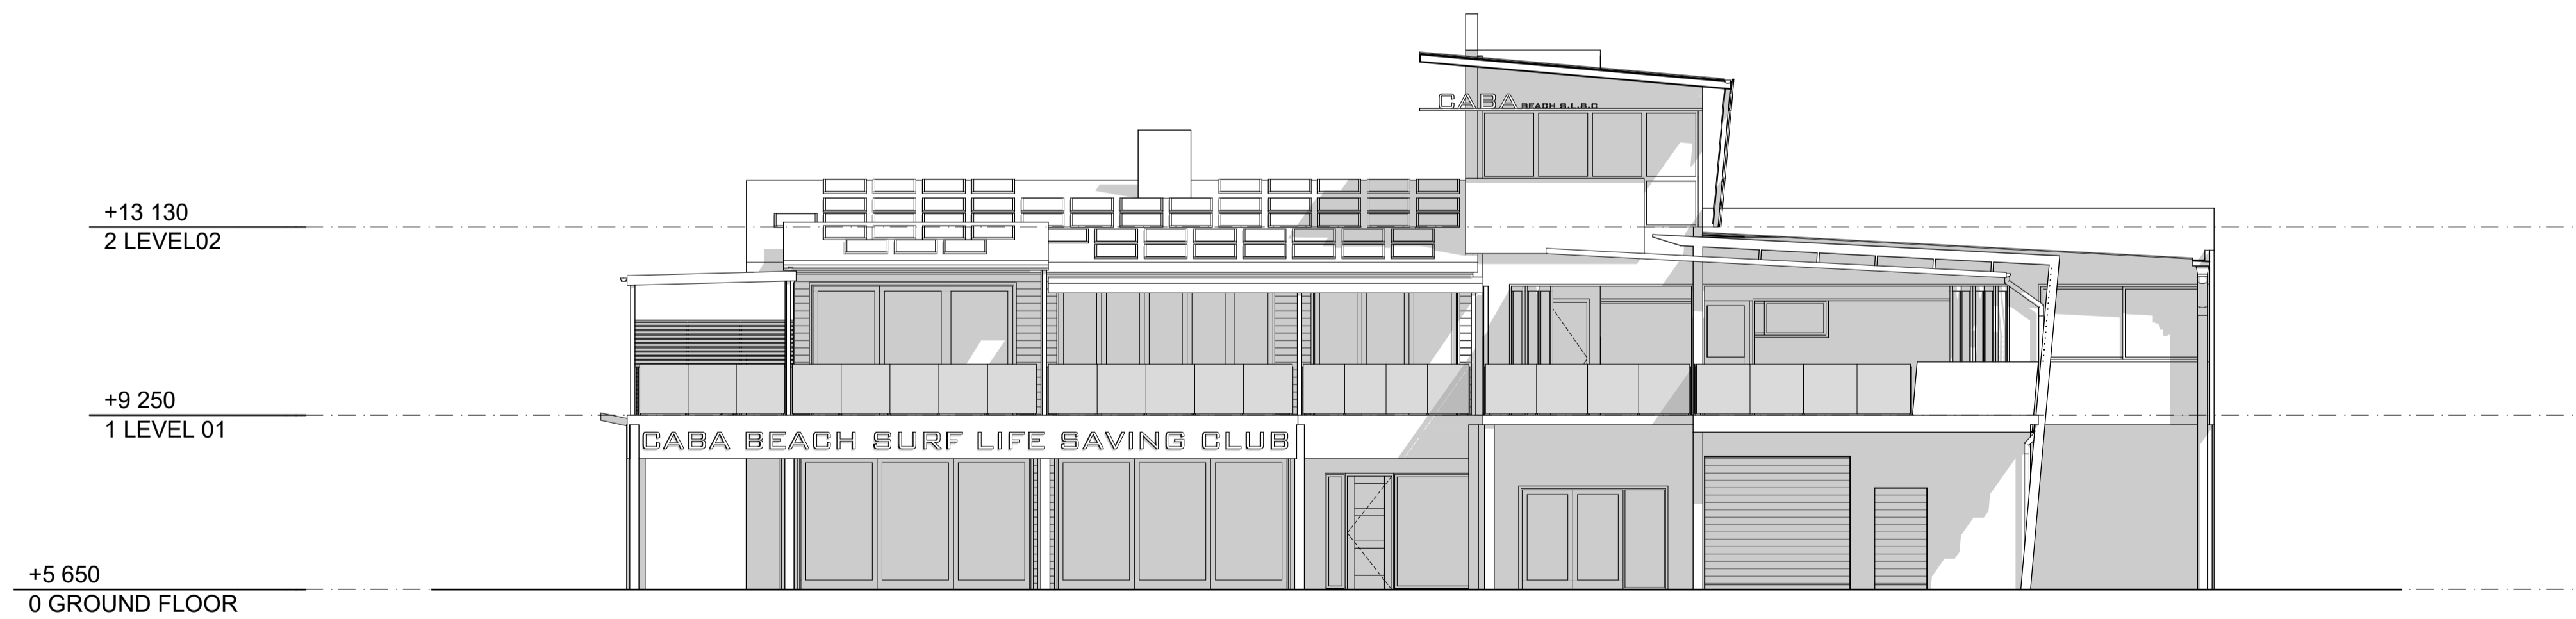 CABA BEACH S.L.S.C
+13 130
2 LEVEL02
+9 250
1 LEVEL 01
CABA BEACH SURF LIFE SAVING CLUB
+5 650
0 GROUND FLOOR